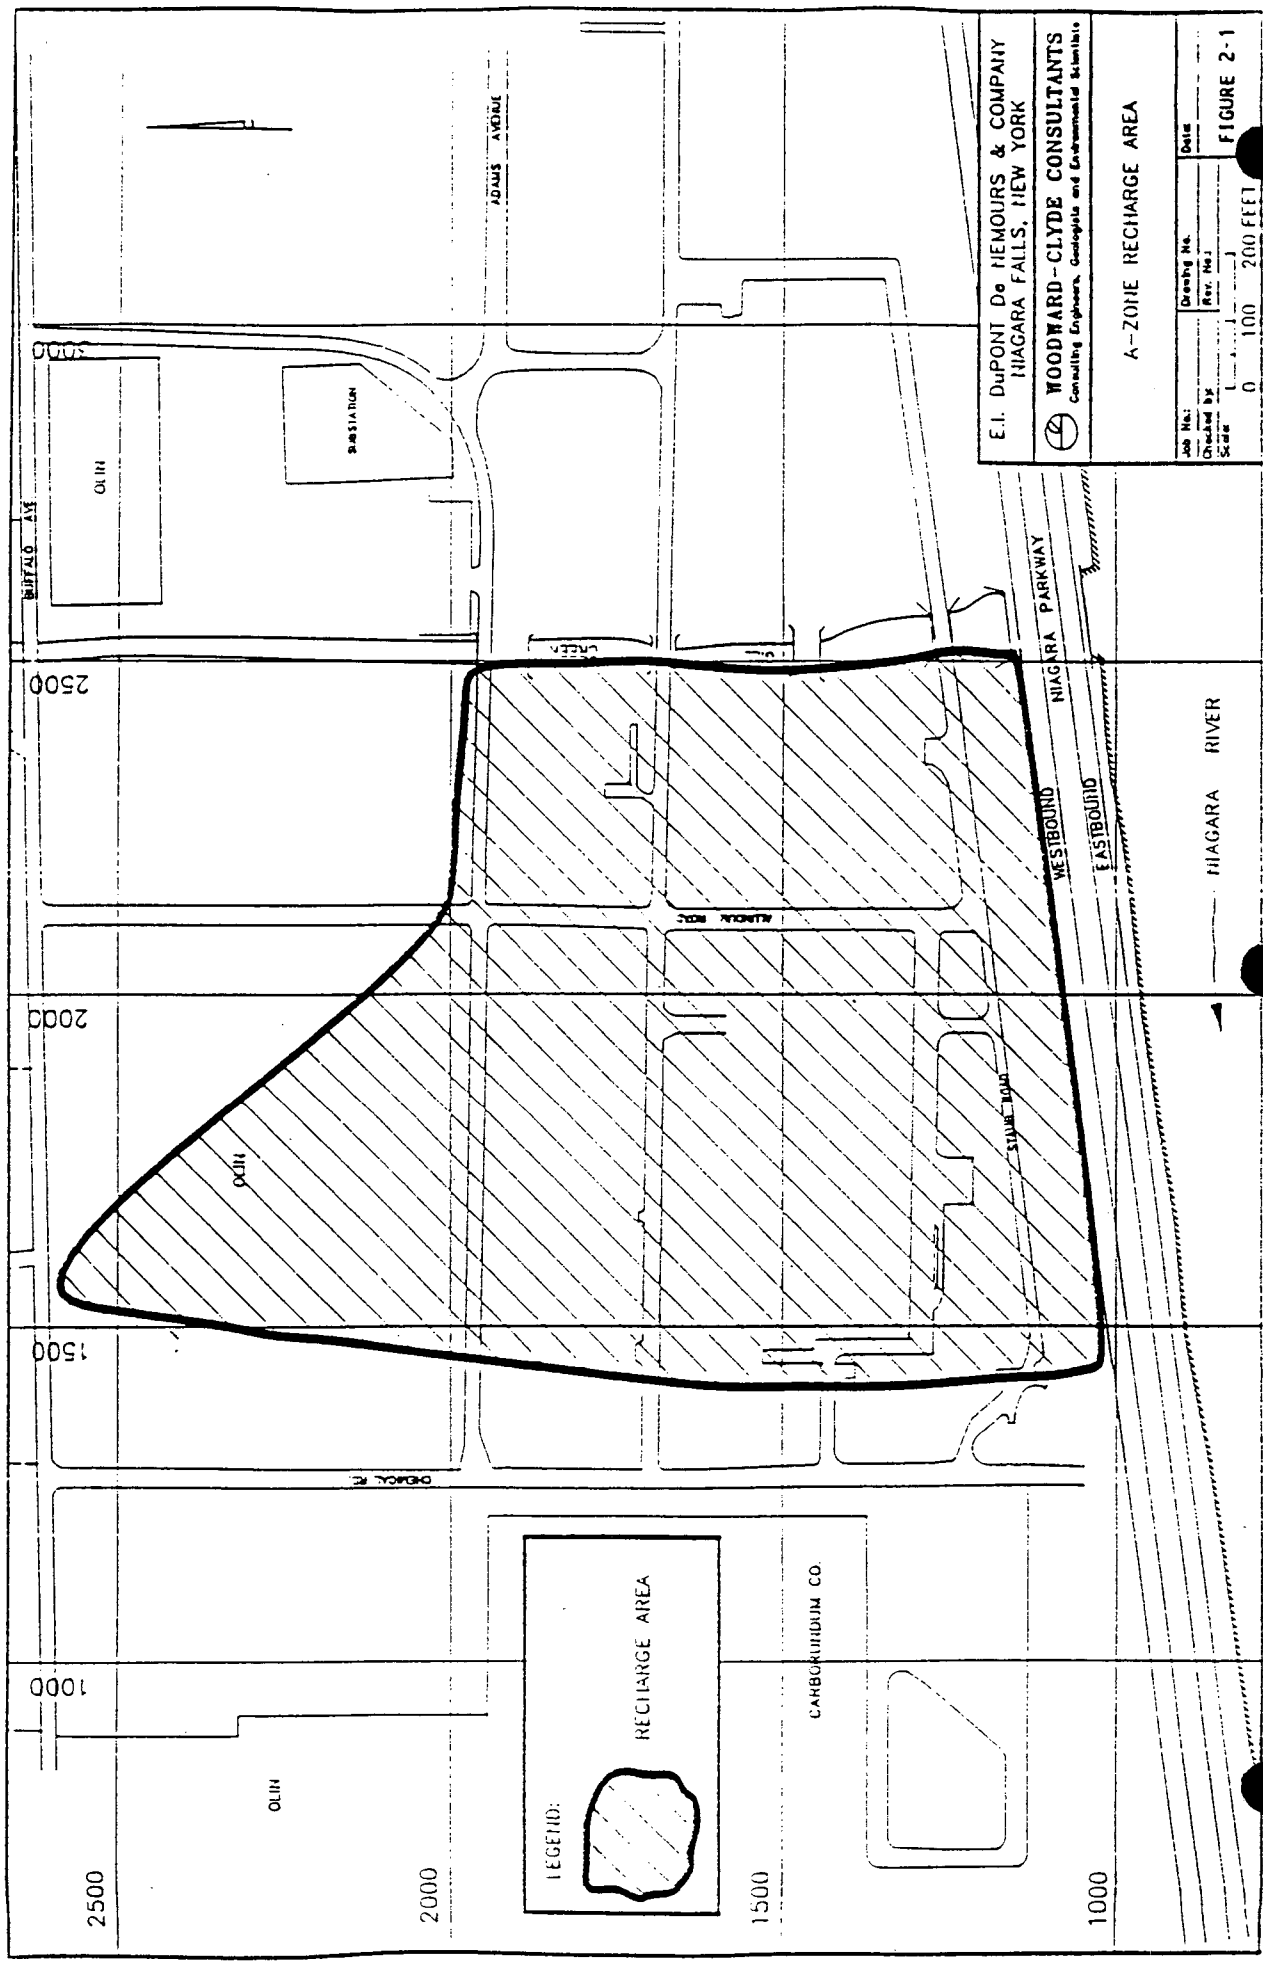 BUFFALO AVE
OLIN
SUBSTATION
ADAMS AVENUE
3000
2500
2000
1500
1000
OLIN
OLIN
CHEMICAL RD.
STAUB ROAD
CARBORUNDUM CO.
WESTBOUND
NIAGARA PARKWAY
EASTBOUND
NIAGARA RIVER
2500
2000
1500
1000
LEGEND:
RECHARGE AREA
E.I. DuPONT De NEMOURS & COMPANY
NIAGARA FALLS, NEW YORK
WOODWARD-CLYDE CONSULTANTS
Consulting Engineers, Geologists and Environmental Scientists
A-ZONE RECHARGE AREA
Job No.:
Drawing No.
Date:
Checked by:
Rev. No.:
Scale:
0 100 200 FEET
FIGURE 2-1